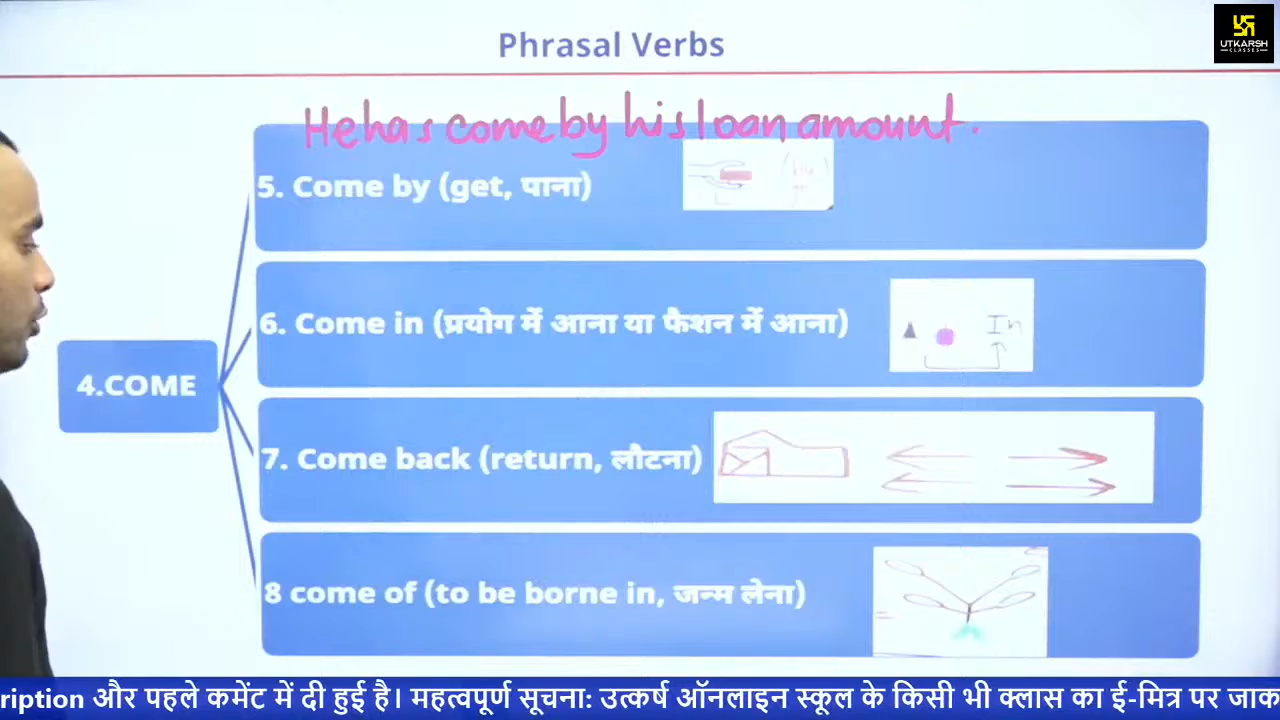 Phrasal Verbs
UTKARSH
CLASSES
He has come by his loan amount.
5. Come by (get, पाना)
6. Come in (प्रयोग में आना या फैशन में आना)
In
4.COME
7. Come back (return, लौटना)
8 come of (to be borne in, जन्म लेना)
ription और पहले कमेंट में दी हुई है। महत्वपूर्ण सूचना: उत्कर्ष ऑनलाइन स्कूल के किसी भी क्लास का ई-मित्र पर जाक